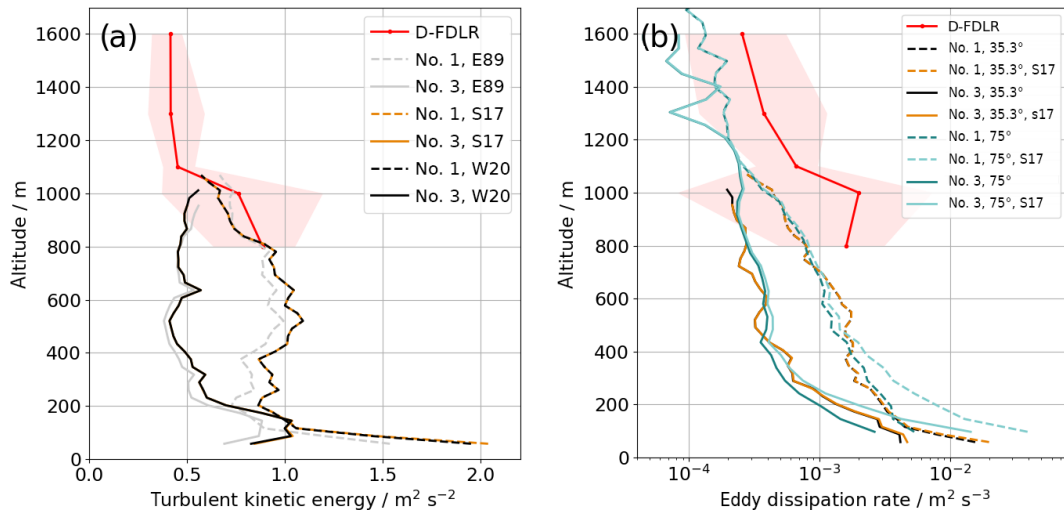 (a)
D-FDLR
No. 1, E89
No. 3, E89
No. 1, S17
No. 3, S17
No. 1, W20
No. 3, W20
1600
1400
1200
1000
800
600
400
200
0
Altitude / m
0.0
0.5
1.0
1.5
2.0
Turbulent kinetic energy / m² s⁻²
(b)
D-FDLR
No. 1, 35.3°
No. 1, 35.3°, S17
No. 3, 35.3°
No. 3, 35.3°, s17
No. 1, 75°
No. 1, 75°, S17
No. 3, 75°
No. 3, 75°, S17
1600
1400
1200
1000
800
600
400
200
0
Altitude / m
10⁻⁴
10⁻³
10⁻²
Eddy dissipation rate / m² s⁻³